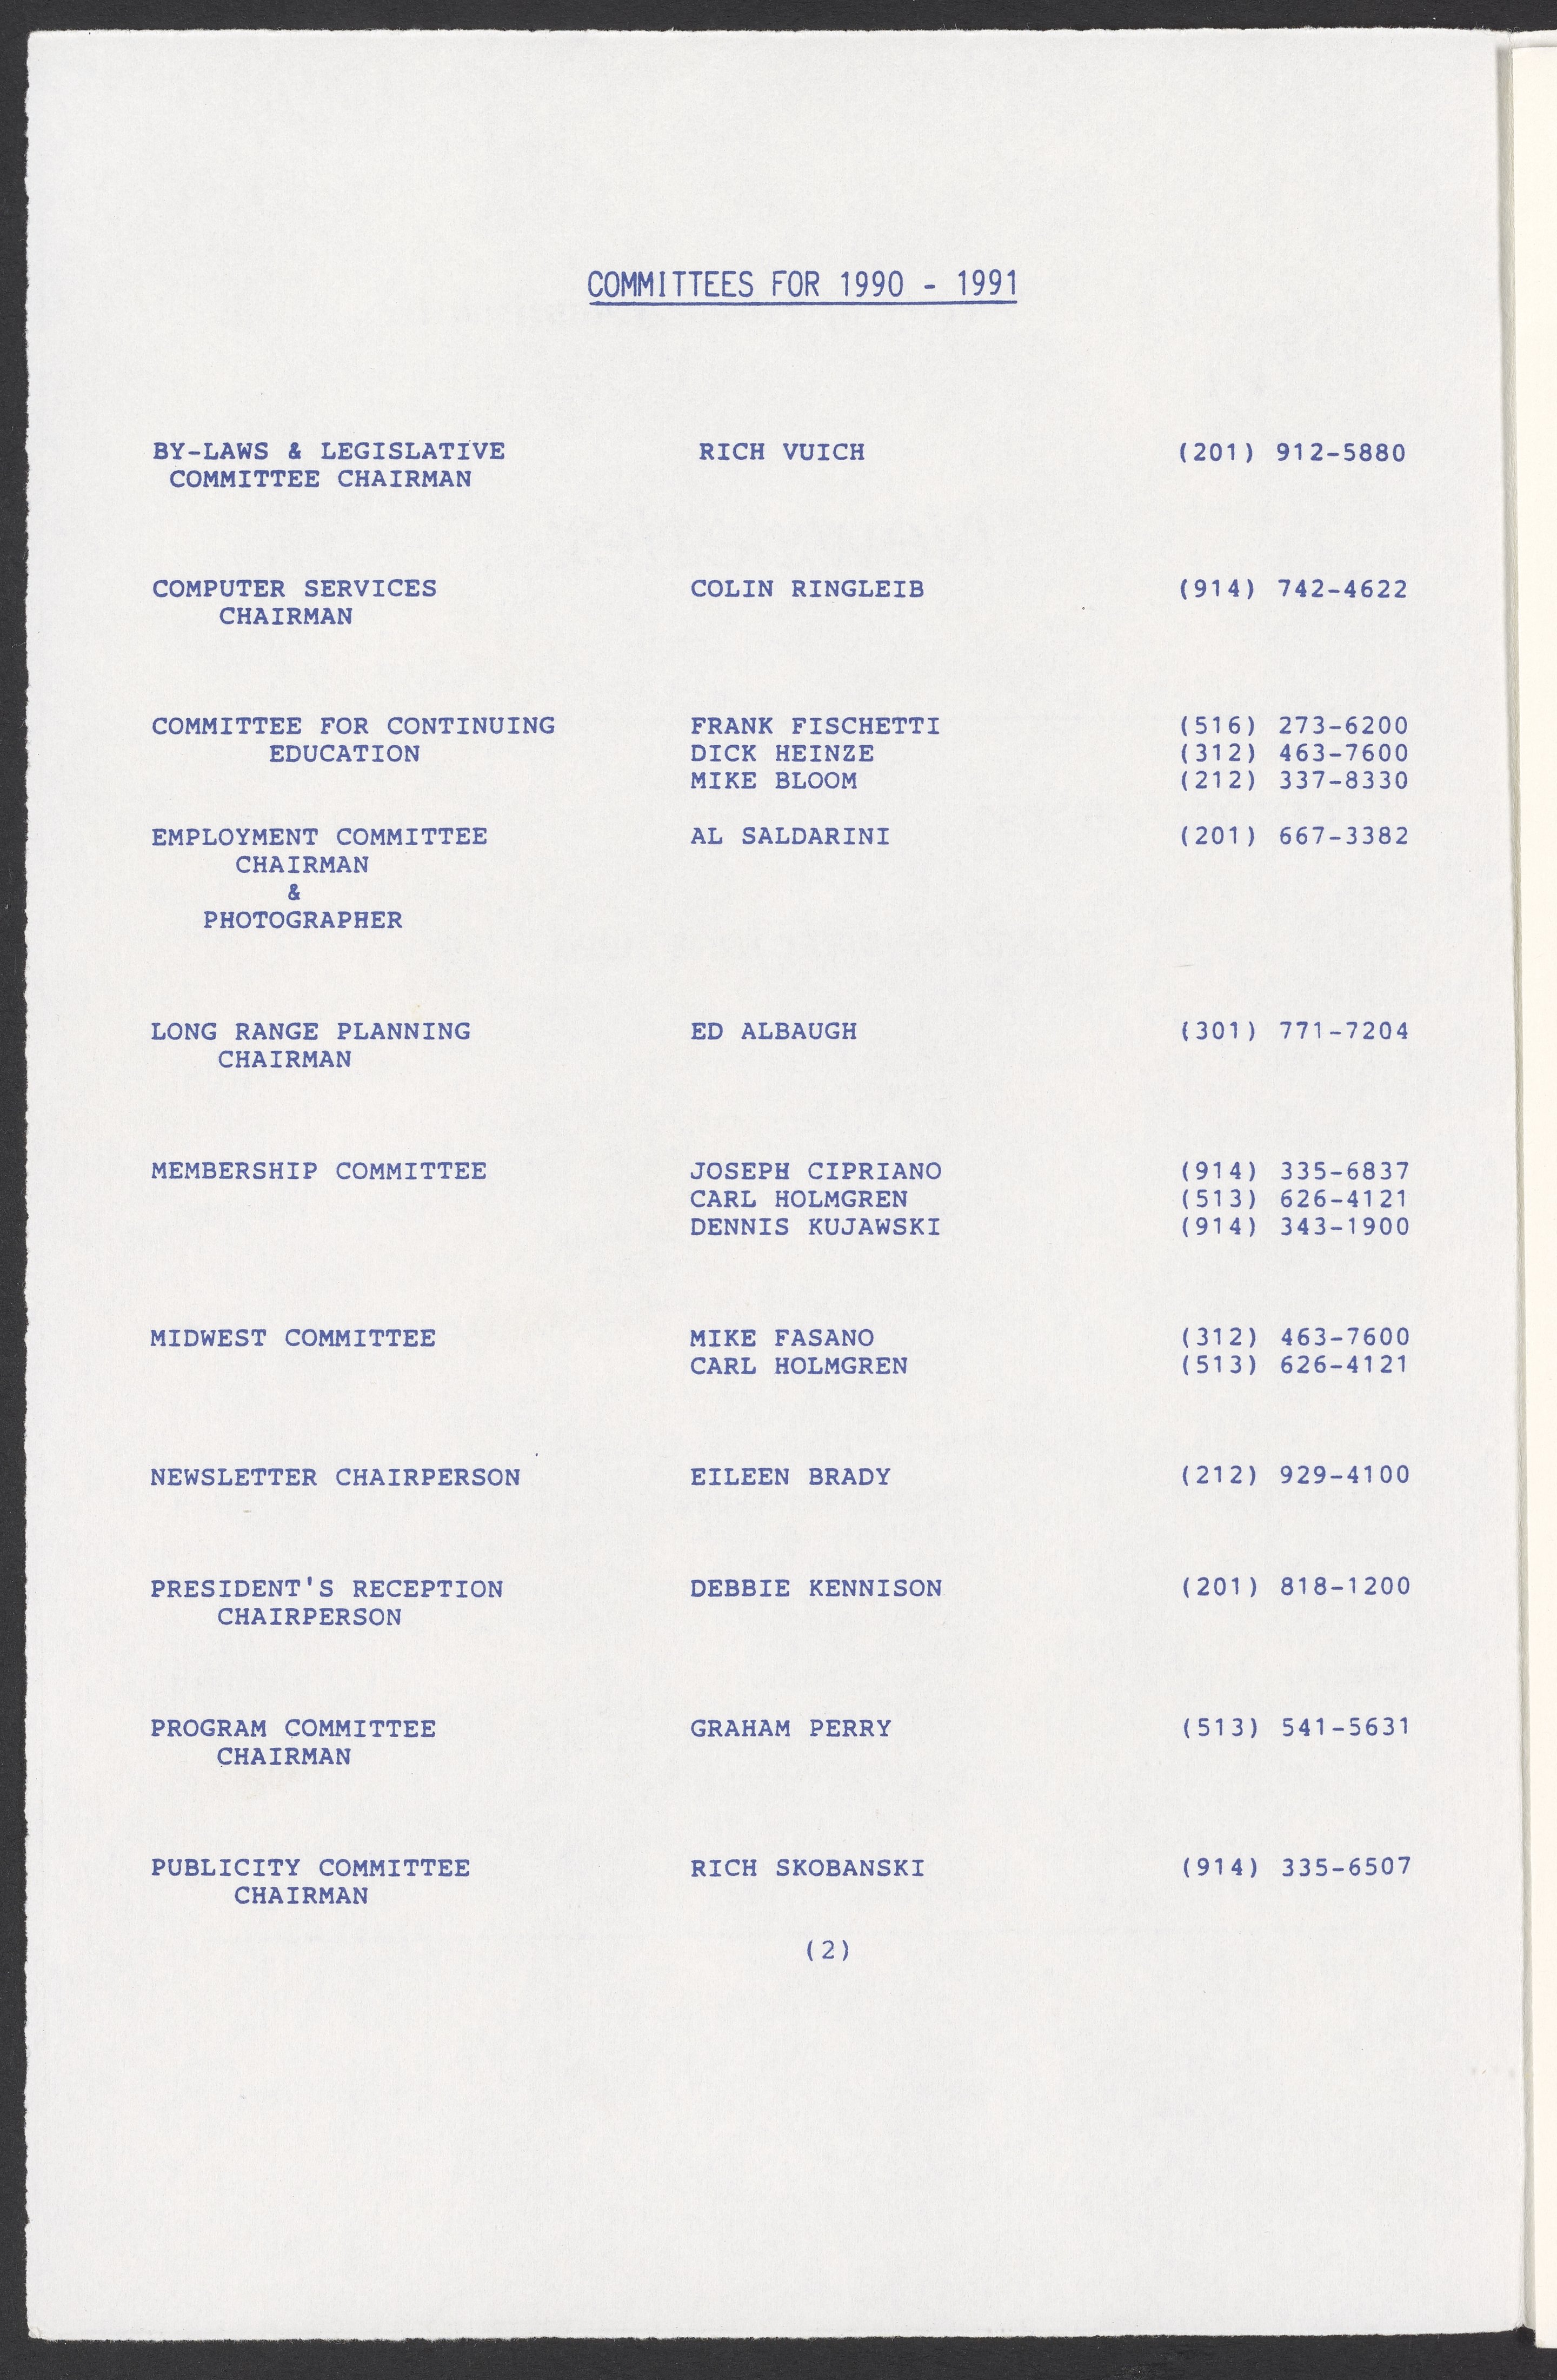 COMMITTEES FOR 1990 - 1991
BY-LAWS & LEGISLATIVE RICH VUICH (201) 912-5880
COMMITTEE CHAIRMAN
COMPUTER SERVICES COLIN RINGLEIB (914) 742-4622
CHAIRMAN
COMMITTEE FOR CONTINUING FRANK FISCHETTI (516) 273-6200
EDUCATION DICK HEINZE (312) 463-7600
MIKE BLOOM (212) 337-8330
EMPLOYMENT COMMITTEE AL SALDARINI (201) 667-3382
CHAIRMAN
&
PHOTOGRAPHER
LONG RANGE PLANNING ED ALBAUGH (301) 771-7204
CHAIRMAN
MEMBERSHIP COMMITTEE JOSEPH CIPRIANO (914) 335-6837
CARL HOLMGREN (513) 626-4121
DENNIS KUJAWSKI (914) 343-1900
MIDWEST COMMITTEE MIKE FASANO (312) 463-7600
CARL HOLMGREN (513) 626-4121
NEWSLETTER CHAIRPERSON EILEEN BRADY (212) 929-4100
PRESIDENT'S RECEPTION DEBBIE KENNISON (201) 818-1200
CHAIRPERSON
PROGRAM COMMITTEE GRAHAM PERRY (513) 541-5631
CHAIRMAN
PUBLICITY COMMITTEE RICH SKOBANSKI (914) 335-6507
CHAIRMAN
(2)